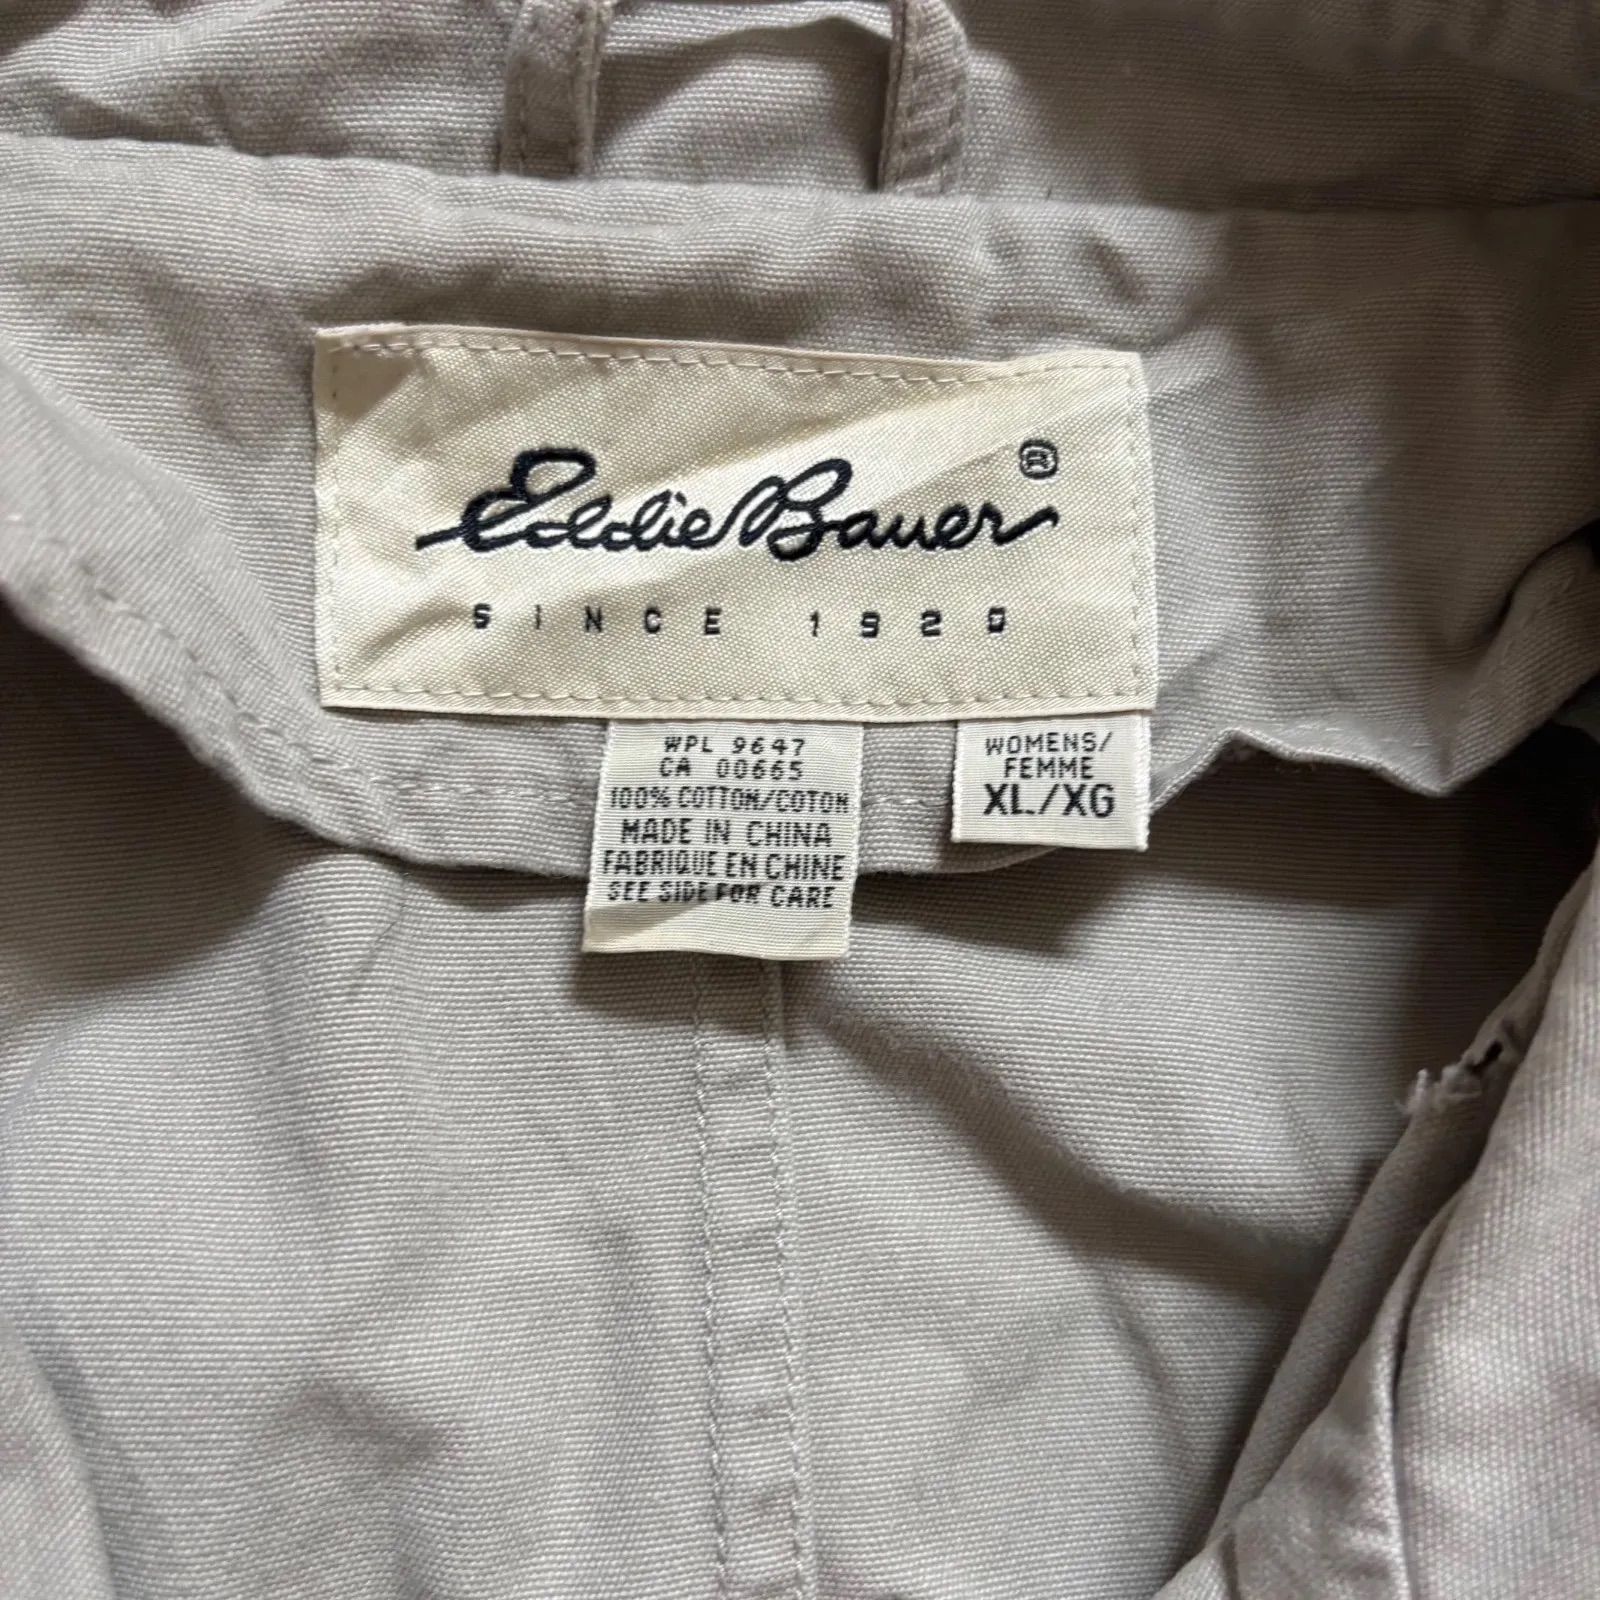 Eddie Bauer®
SINCE 1920
WPL 9647
CA 00665
100% COTTON/COTON
MADE IN CHINA
FABRIQUE EN CHINE
SEE SIDE FOR CARE
WOMENS/
FEMME
XL/XG